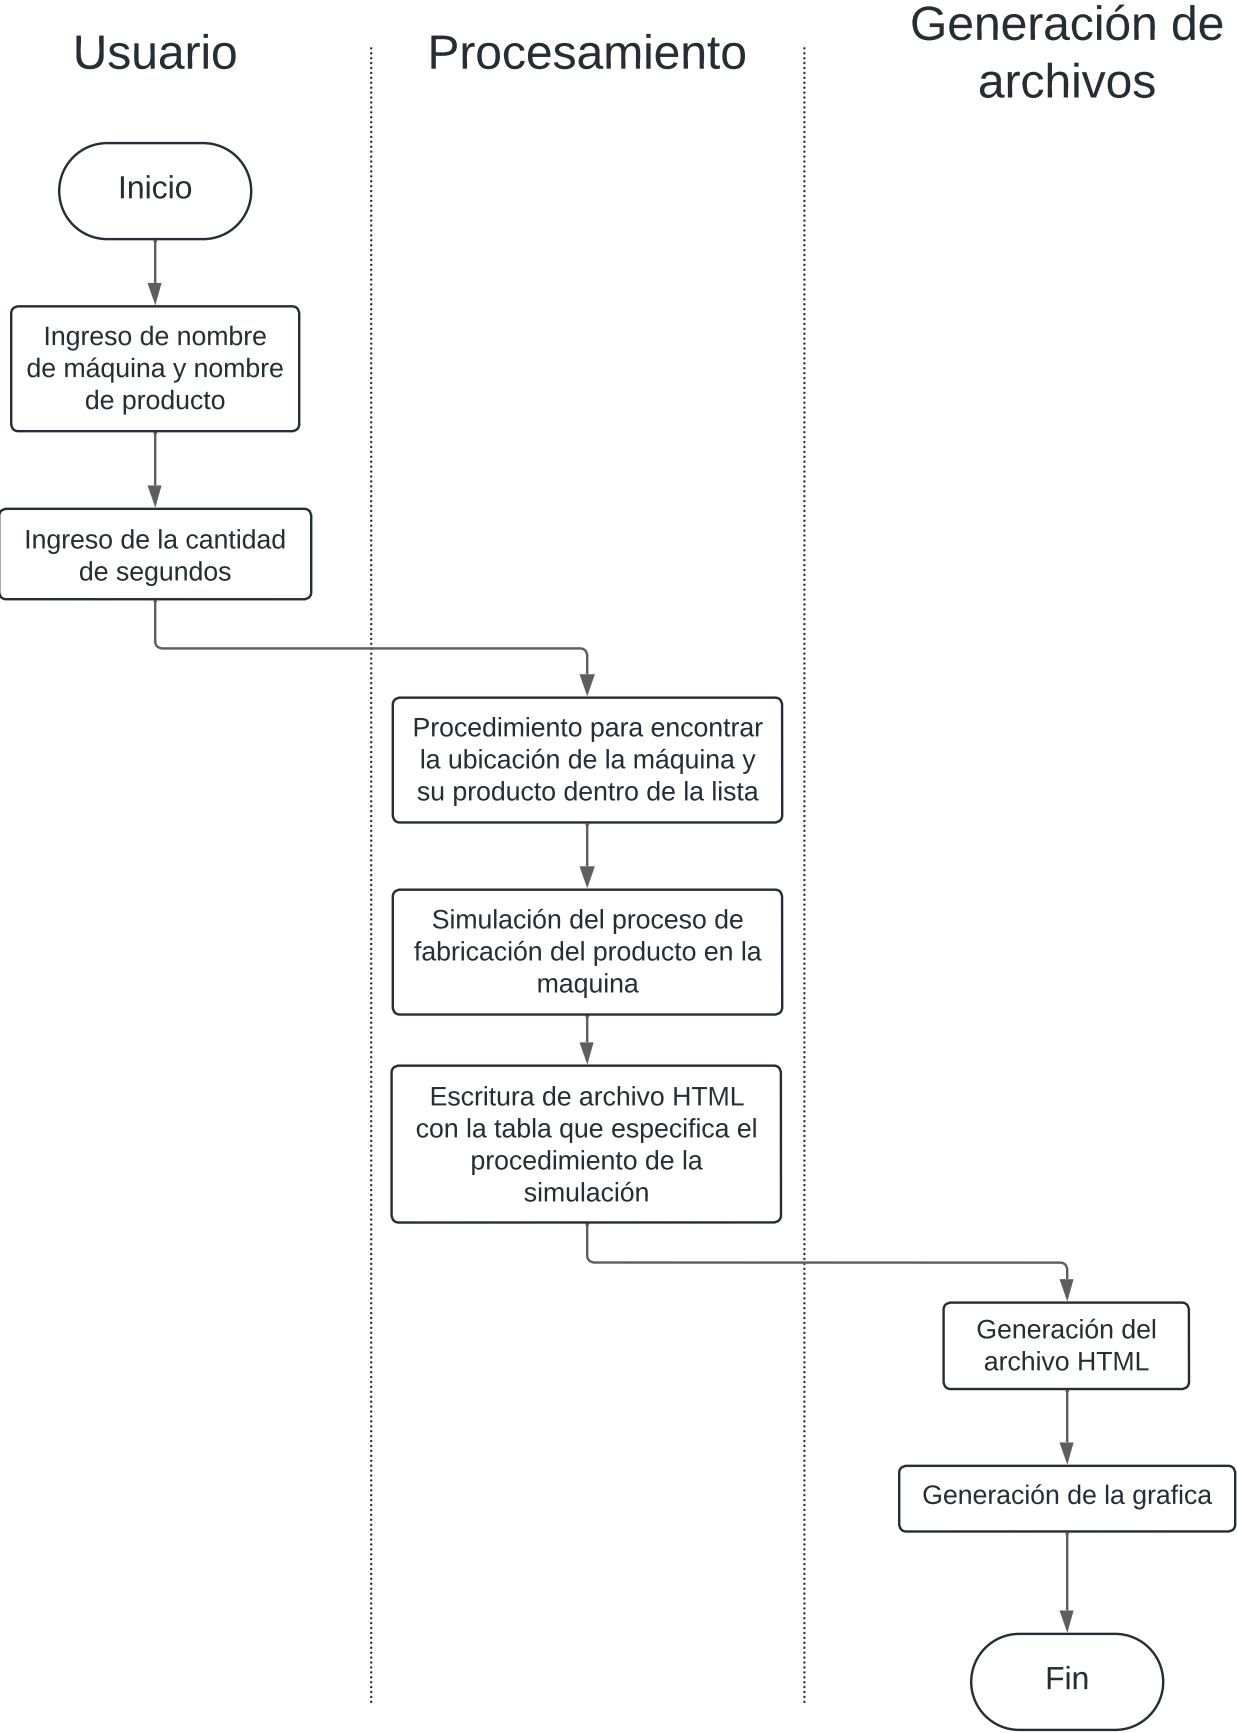 Usuario
Procesamiento
Generación de
archivos
Inicio
Ingreso de nombre
de máquina y nombre
de producto
Ingreso de la cantidad
de segundos
Procedimiento para encontrar
la ubicación de la máquina y
su producto dentro de la lista
Simulación del proceso de
fabricación del producto en la
maquina
Escritura de archivo HTML
con la tabla que especifica el
procedimiento de la
simulación
Generación del
archivo HTML
Generación de la grafica
Fin